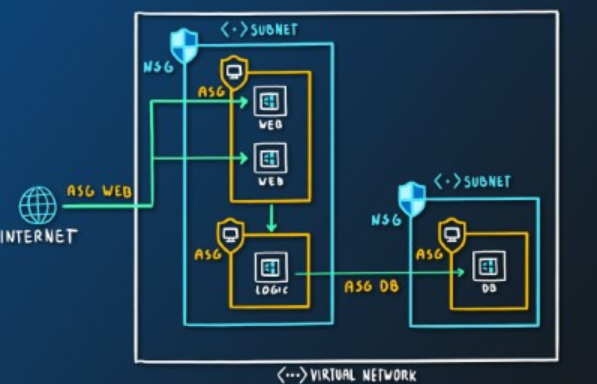 <·>SUBNET
NSG
ASG
WEB
WEB
ASG WEB
INTERNET
ASG
LOGIC
ASG DB
<·>SUBNET
NSG
ASG
DB
<···>VIRTUAL NETWORK